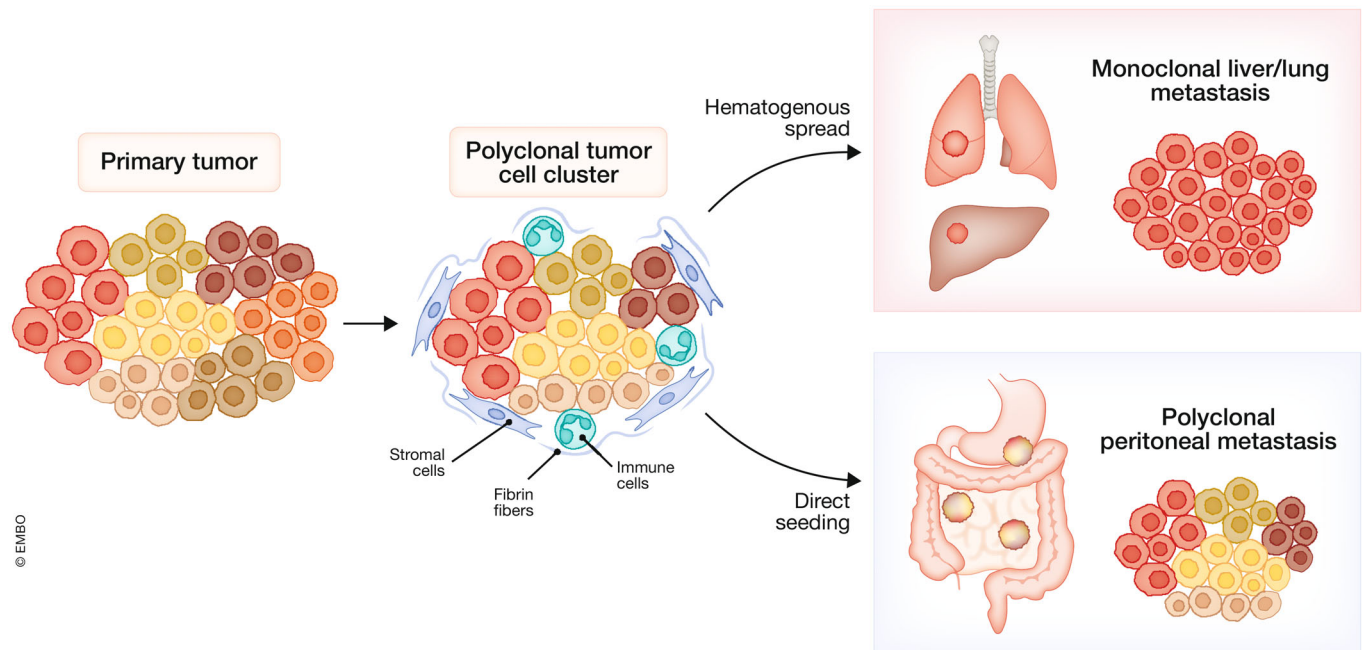 Primary tumor
Polyclonal tumor
cell cluster
Stromal
cells
Fibrin
fibers
Immune
cells
Hematogenous
spread
Direct
seeding
Monoclonal liver/lung
metastasis
Polyclonal
peritoneal metastasis
© EMBO